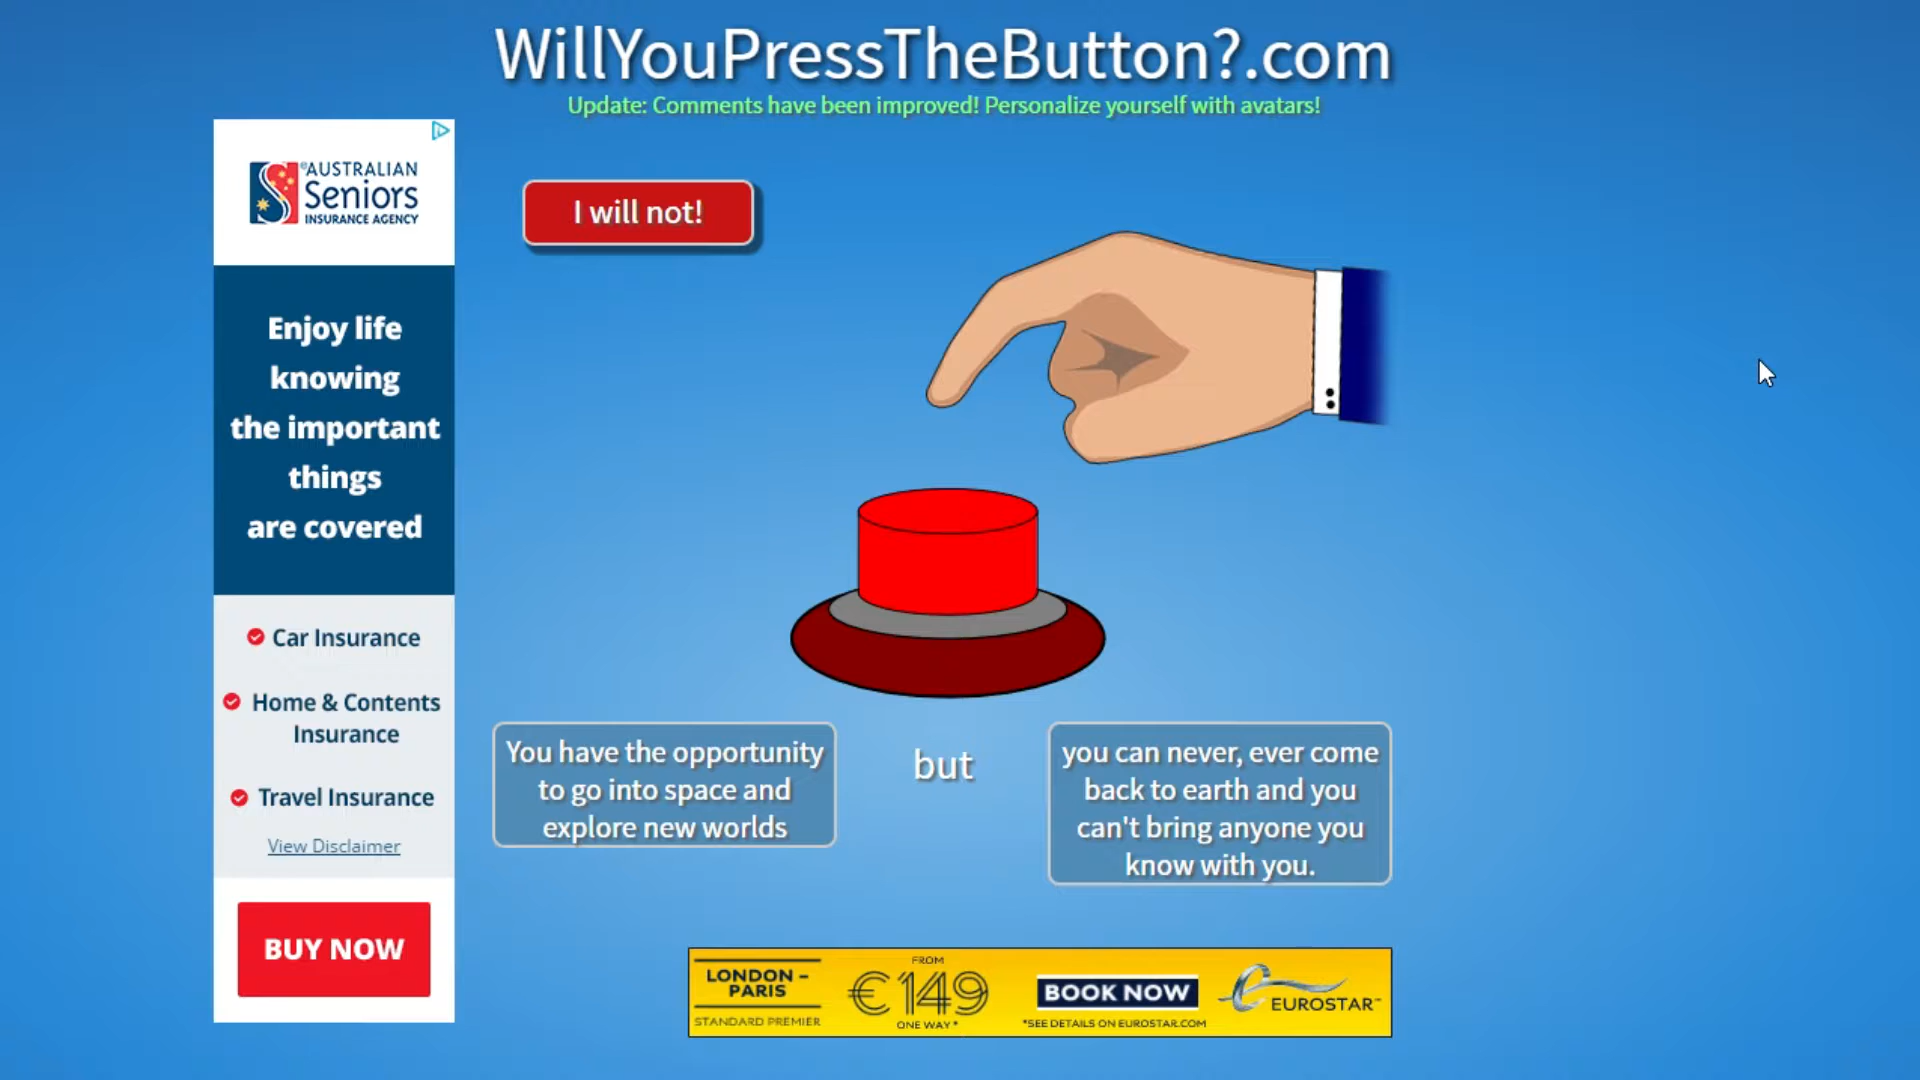 WillYouPressTheButton?.com
Update: Comments have been improved! Personalize yourself with avatars!
AUSTRALIAN
Seniors
INSURANCE AGENCY
Enjoy life
knowing
the important
things
are covered
Car Insurance
Home & Contents
Insurance
Travel Insurance
View Disclaimer
BUY NOW
I will not!
You have the opportunity
to go into space and
explore new worlds
but
you can never, ever come
back to earth and you
can't bring anyone you
know with you.
LONDON –
PARIS
STANDARD PREMIER
FROM
€149
ONE WAY*
BOOK NOW
*SEE DETAILS ON EUROSTAR.COM
EUROSTAR™